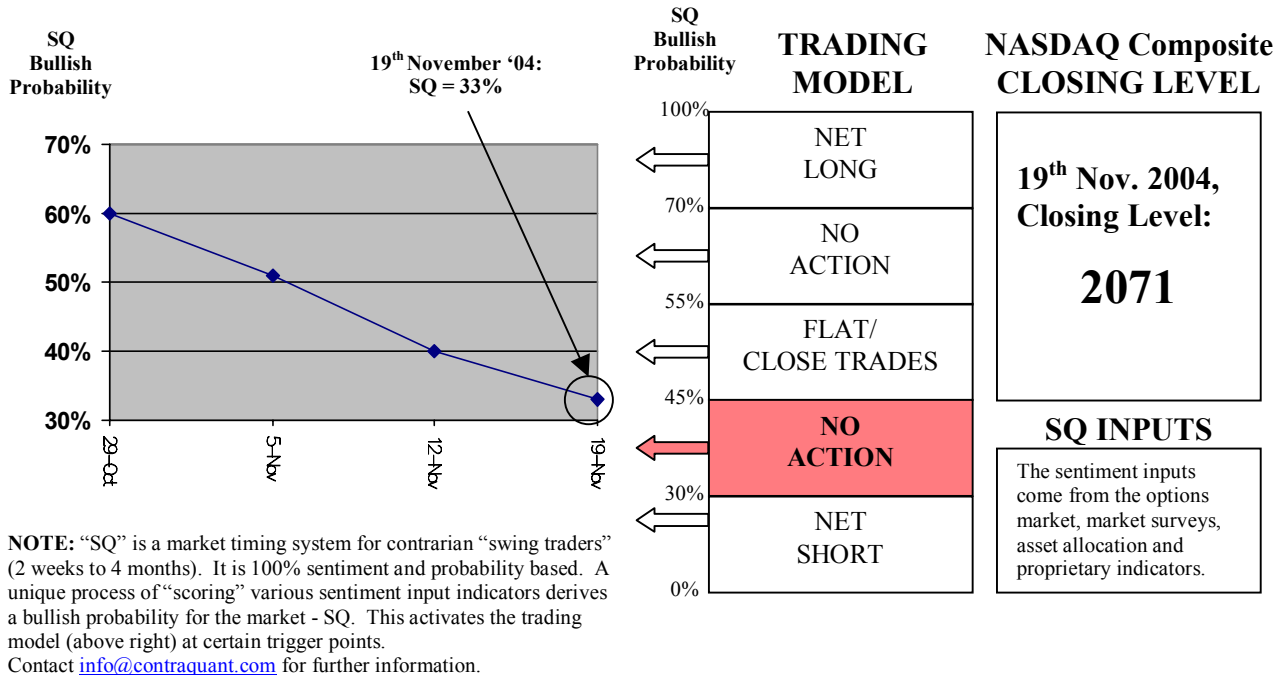 SQ
Bullish
Probability
19th November ‘04:
SQ = 33%
70%
60%
50%
40%
30%
29-Oct
5-Nov
12-Nov
19-Nov
NOTE: “SQ” is a market timing system for contrarian “swing traders”
(2 weeks to 4 months).  It is 100% sentiment and probability based.  A
unique process of “scoring” various sentiment input indicators derives
a bullish probability for the market - SQ.  This activates the trading
model (above right) at certain trigger points.
Contact info@contraquant.com for further information.
SQ
Bullish
Probability
TRADING
MODEL
100%
NET
LONG
70%
NO
ACTION
55%
FLAT/
CLOSE TRADES
45%
NO
ACTION
30%
NET
SHORT
0%
NASDAQ Composite
CLOSING LEVEL
19th Nov. 2004,
Closing Level:
2071
SQ INPUTS
The sentiment inputs
come from the options
market, market surveys,
asset allocation and
proprietary indicators.